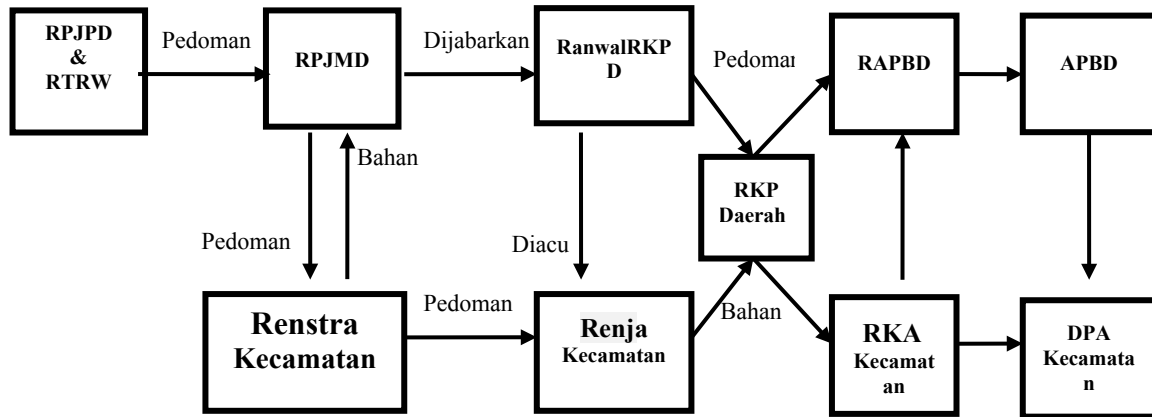 RPJPD
&
RTRW
Pedoman
RPJMD
Dijabarkan
RanwalRKP
D
Pedomar
RAPBD
APBD
Bahan
RKP
Daerah
Pedoman
Diacu
Renstra
Kecamatan
Pedoman
Renja
Kecamatan
Bahan
RKA
Kecamat
an
DPA
Kecamata
n